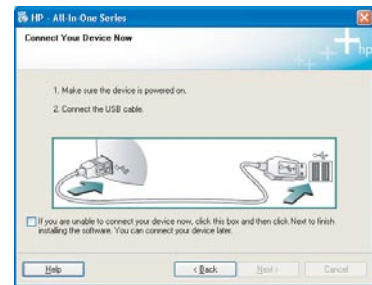 HP - All-In-One Series
Connect Your Device Now
hp
1. Make sure the device is powered on.
2. Connect the USB cable.
If you are unable to connect your device now, click this box and then click Next to finish
installing the software. You can connect your device later.
Help
< Back
Next >
Cancel